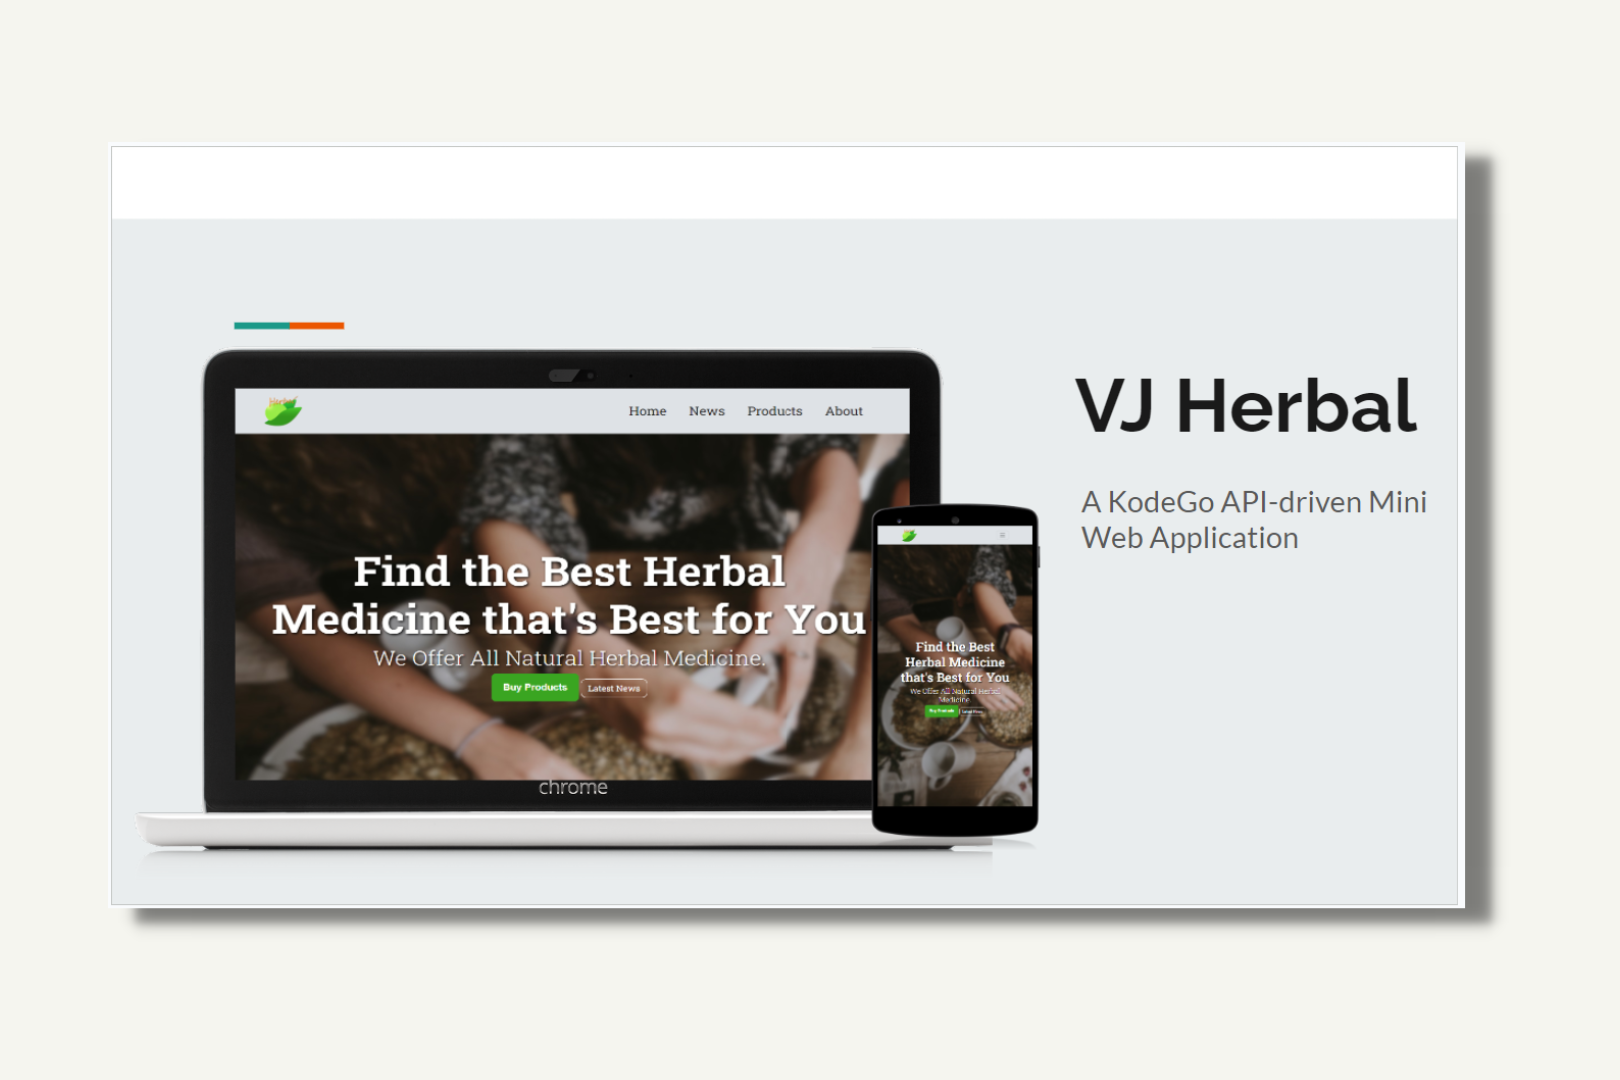 Herbal
Home News Products About
Find the Best Herbal
Medicine that's Best for You
We Offer All Natural Herbal Medicine.
Buy Products Latest News
chrome
Find the Best
Herbal Medicine
that's Best for You
We Offer All Natural Herbal
Medicine.
Buy Products Latest News
VJ Herbal
A KodeGo API-driven Mini
Web Application